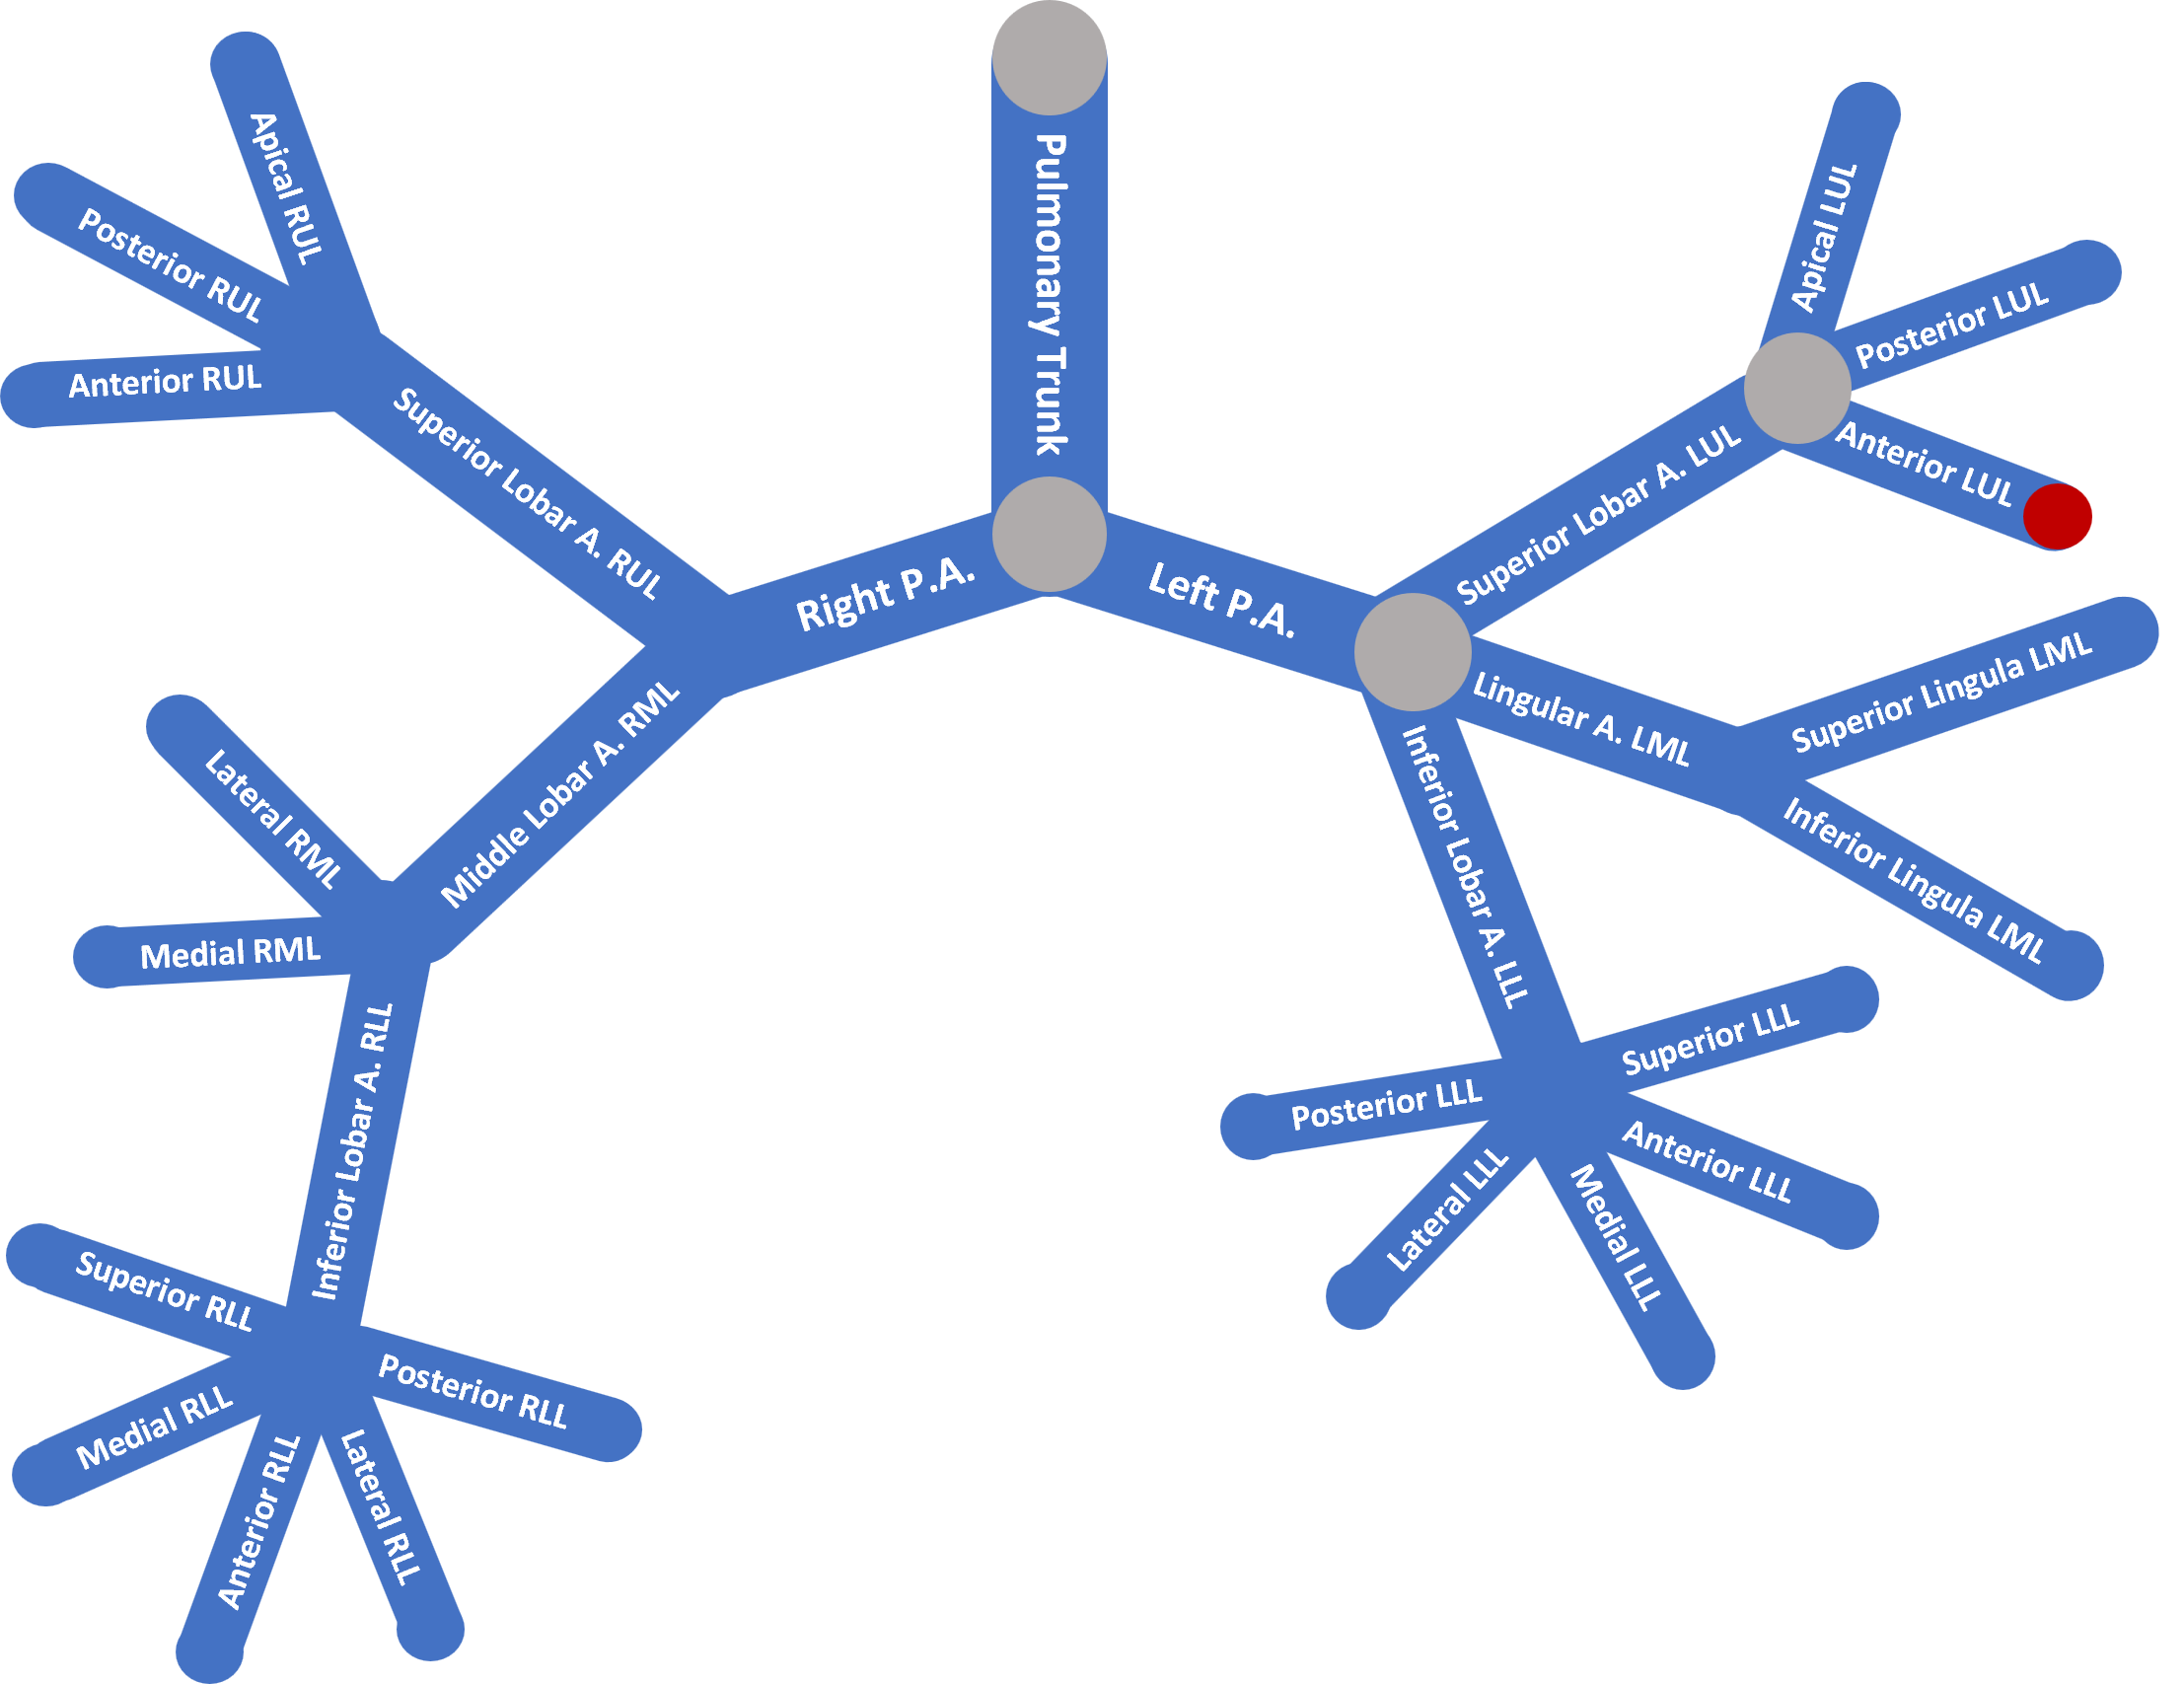 Pulmonary Trunk
Right P.A.
Left P.A.
Superior Lobar A. RUL
Apical RUL
Posterior RUL
Anterior RUL
Middle Lobar A. RML
Lateral RML
Medial RML
Inferior Lobar A. RLL
Superior RLL
Medial RLL
Anterior RLL
Lateral RLL
Posterior RLL
Superior Lobar A. LUL
Apical LUL
Posterior LUL
Anterior LUL
Lingular A. LML
Superior Lingula LML
Inferior Lingula LML
Inferior Lobar A. LLL
Superior LLL
Anterior LLL
Medial LLL
Lateral LLL
Posterior LLL